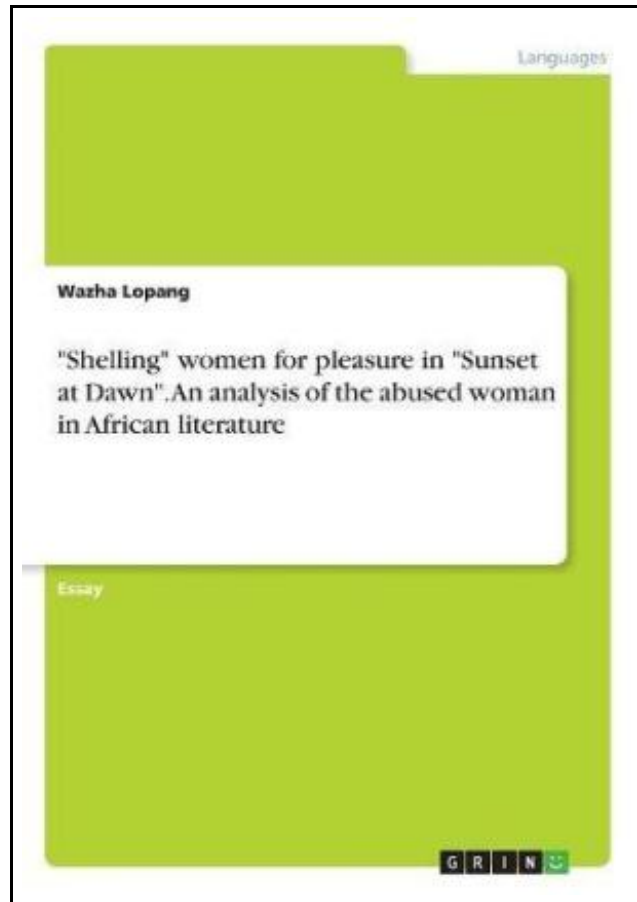 Languages
Wazha Lopang
"Shelling" women for pleasure in "Sunset
at Dawn". An analysis of the abused woman
in African literature
Essay
GRIN